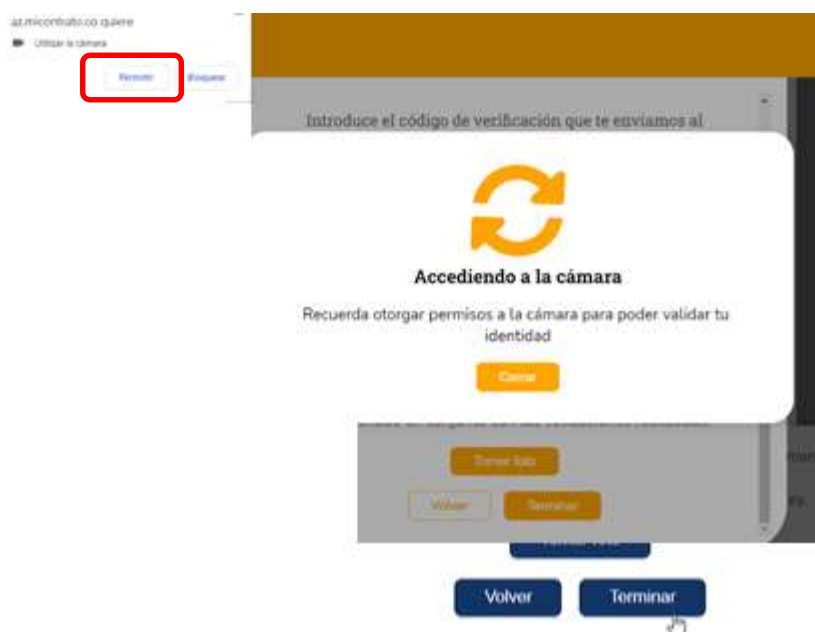 az.micontrato.co quiere
Utilizar la cámara
Permitir
Bloquear
Introduce el código de verificación que te enviamos al
Accediendo a la cámara
Recuerda otorgar permisos a la cámara para poder validar tu
identidad
Cerrar
Tomar foto
Volver
Terminar
Volver
Terminar